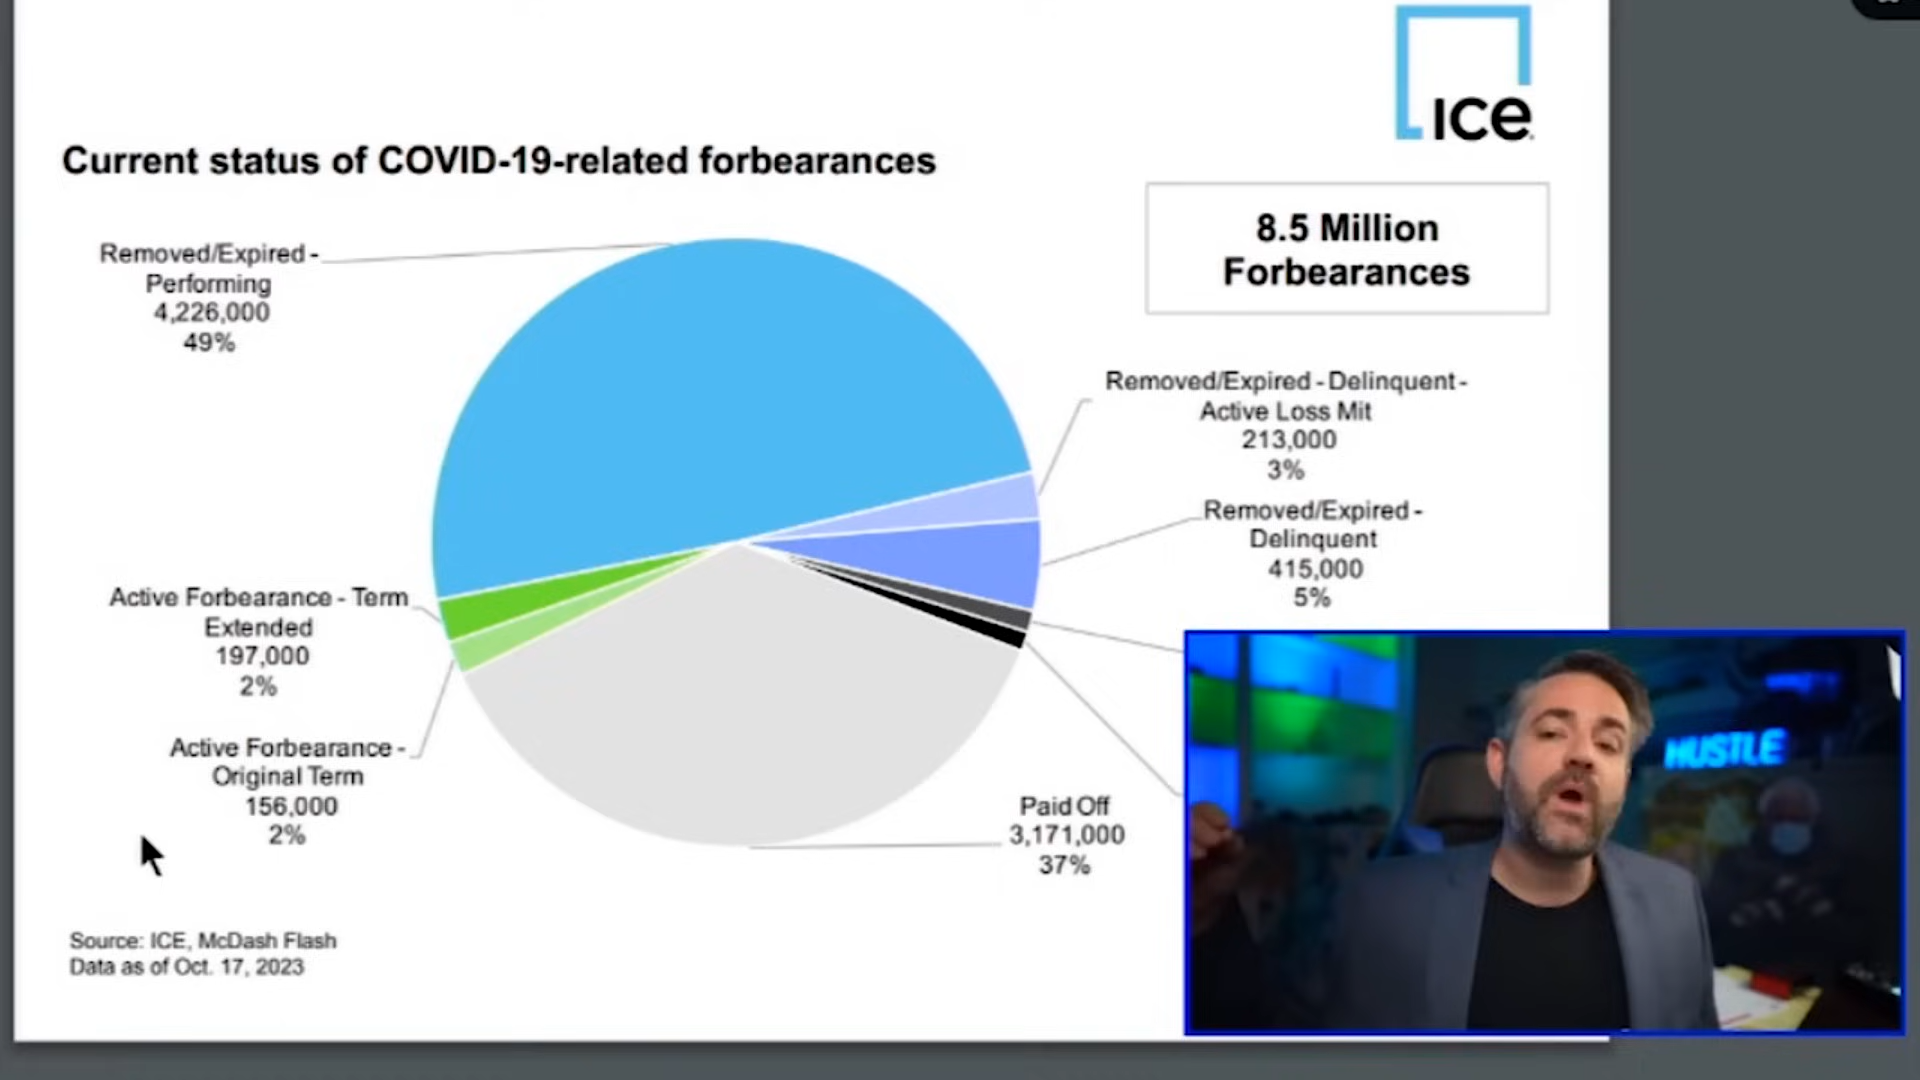 ICE
Current status of COVID-19-related forbearances
8.5 Million
Forbearances
Removed/Expired -
Performing
4,226,000
49%
Removed/Expired - Delinquent -
Active Loss Mit
213,000
3%
Removed/Expired -
Delinquent
415,000
5%
Active Forbearance - Term
Extended
197,000
2%
Active Forbearance -
Original Term
156,000
2%
Paid Off
3,171,000
37%
HUSTLE
Source: ICE, McDash Flash
Data as of Oct. 17, 2023